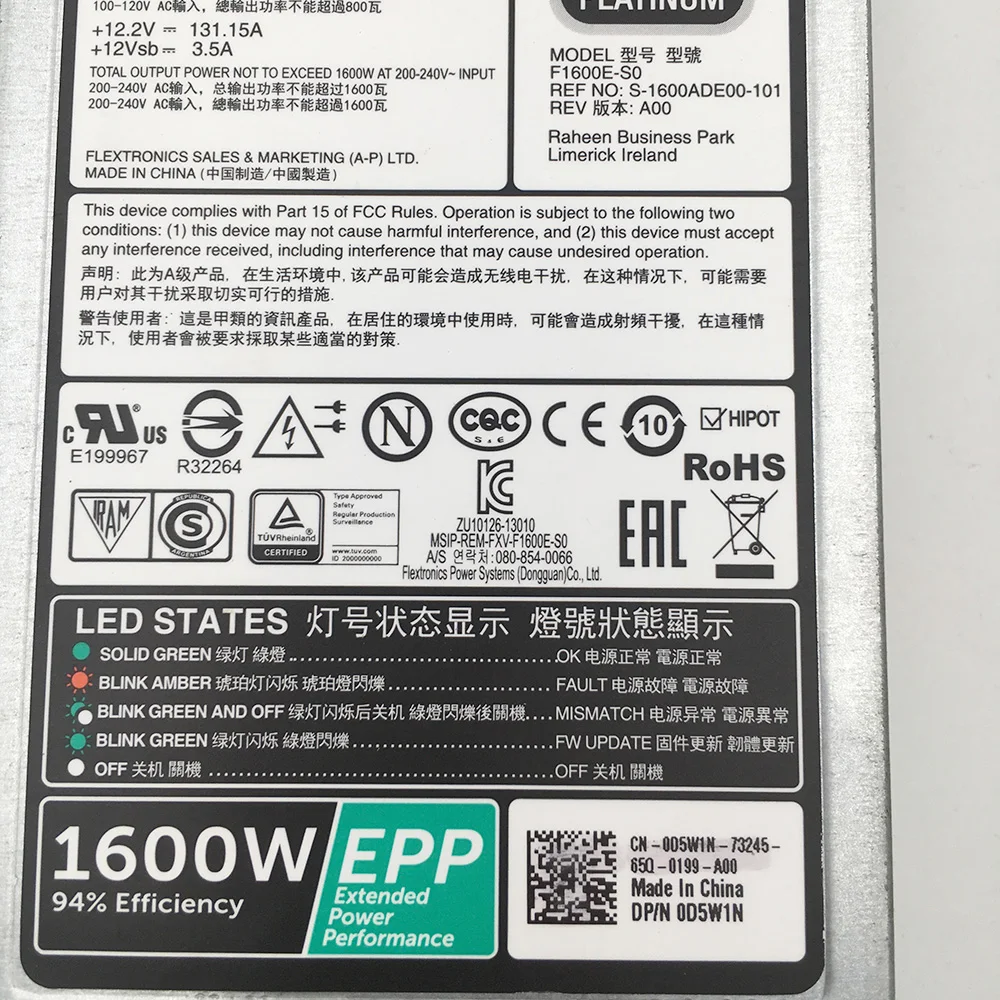 100-120V AC輸入，總輸出功率不能超過800瓦
+12.2V ⎓ 131.15A
+12Vsb ⎓ 3.5A
TOTAL OUTPUT POWER NOT TO EXCEED 1600W AT 200-240V~ INPUT
200-240V AC输入，总输出功率不能超过1600瓦
200-240V AC輸入，總輸出功率不能超過1600瓦
FLEXTRONICS SALES & MARKETING (A-P) LTD.
MADE IN CHINA (中国制造/中國製造)
PLATINUM
MODEL 型号 型號
F1600E-S0
REF NO: S-1600ADE00-101
REV 版本: A00
Raheen Business Park
Limerick Ireland
This device complies with Part 15 of FCC Rules. Operation is subject to the following two
conditions: (1) this device may not cause harmful interference, and (2) this device must accept
any interference received, including interference that may cause undesired operation.
声明：此为A级产品，在生活环境中,该产品可能会造成无线电干扰，在这种情况下，可能需要
用户对其干扰采取切实可行的措施.
警告使用者：這是甲類的資訊產品，在居住的環境中使用時，可能會造成射頻干擾，在這種情
況下，使用者會被要求採取某些適當的對策.
c RU ® US
E199967
R32264
N
CQC
S & E
CE
10
HIPOT
RoHS
IRAM
REPUBLICA
S
ARGENTINA
TÜVRheinland ®
CERTIFIED
Type Approved
Safety
Regular Production
Surveillance
www.tuv.com
ID 2000000000
KC
ZU10126-13010
MSIP-REM-FXV-F1600E-S0
A/S 연락처:080-854-0066
Flextronics Power Systems (Dongguan)Co., Ltd.
EAC
LED STATES 灯号状态显示 燈號狀態顯示
SOLID GREEN 绿灯 綠燈 ........................................OK 电源正常 電源正常
BLINK AMBER 琥珀灯闪烁 琥珀燈閃爍........................ FAULT 电源故障 電源故障
BLINK GREEN AND OFF 绿灯闪烁后关机 綠燈閃爍後關機.... MISMATCH 电源异常 電源異常
BLINK GREEN 绿灯闪烁 綠燈閃爍..............................FW UPDATE 固件更新 韌體更新
OFF 关机 關機 ..................................................OFF 关机 關機
1600W
94% Efficiency
EPP
Extended
Power
Performance
CN-0D5W1N-73245-
65Q-0199-A00
Made In China
DP/N 0D5W1N